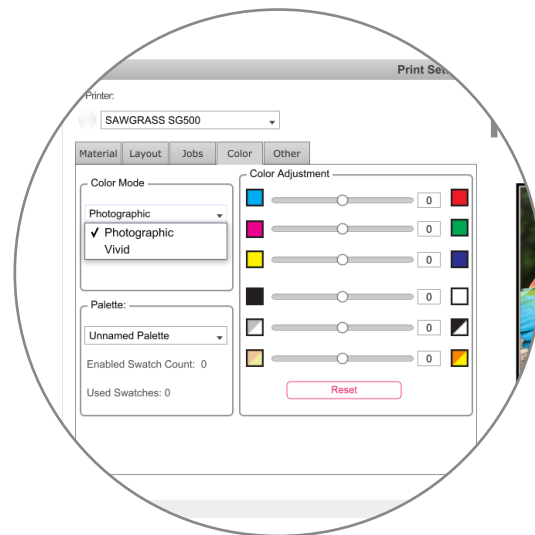 Print Set
Printer:
SAWGRASS SG500
Material Layout Jobs Color Other
Color Mode
Photographic
✓ Photographic
Vivid
Palette:
Unnamed Palette
Enabled Swatch Count: 0
Used Swatches: 0
Color Adjustment
0
0
0
0
0
0
Reset